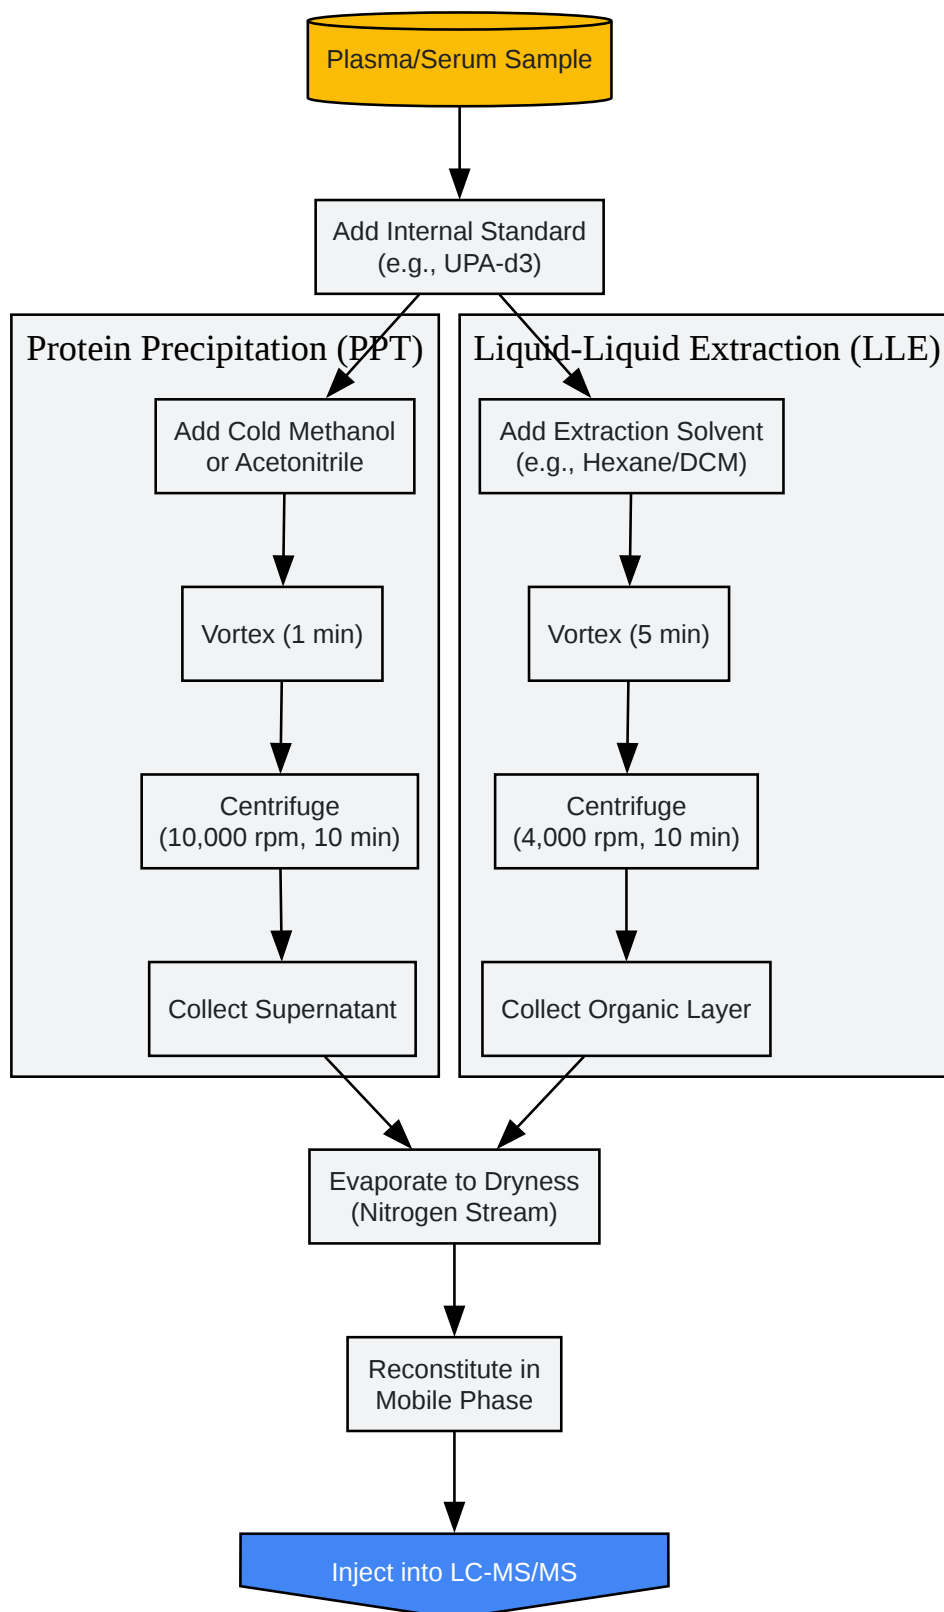 Plasma/Serum Sample
Add Internal Standard
(e.g., UPA-d3)
Protein Precipitation (PPT)
Add Cold Methanol
or Acetonitrile
Vortex (1 min)
Centrifuge
(10,000 rpm, 10 min)
Collect Supernatant
Liquid-Liquid Extraction (LLE)
Add Extraction Solvent
(e.g., Hexane/DCM)
Vortex (5 min)
Centrifuge
(4,000 rpm, 10 min)
Collect Organic Layer
Evaporate to Dryness
(Nitrogen Stream)
Reconstitute in
Mobile Phase
Inject into LC-MS/MS